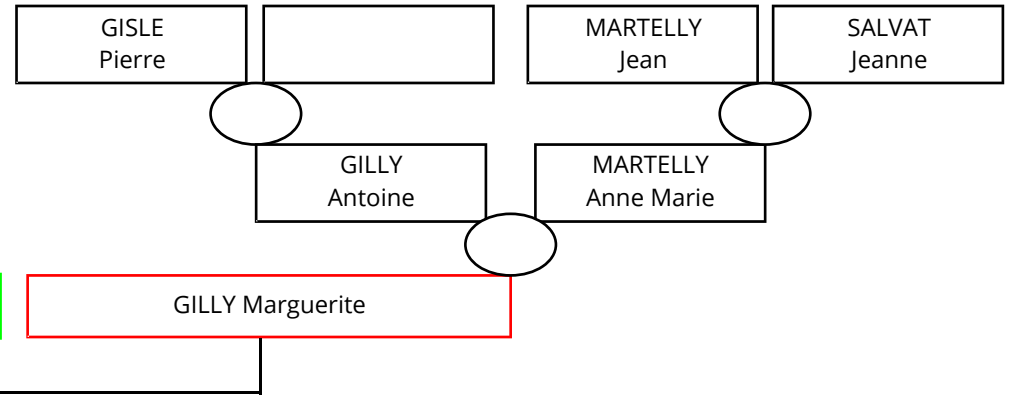 GISLE
Pierre
MARTELLY
Jean
SALVAT
Jeanne
GILLY
Antoine
MARTELLY
Anne Marie
GILLY Marguerite